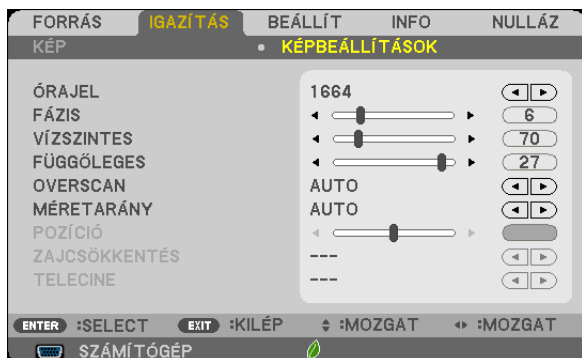 FORRÁS IGAZÍTÁS BEÁLLÍT INFO NULLÁZ
KÉP • KÉPBEÁLLÍTÁSOK
ÓRAJEL 1664
FÁZIS 6
VÍZSZINTES 70
FÜGGŐLEGES 27
OVERSCAN AUTO
MÉRETARÁNY AUTO
POZÍCIÓ
ZAJCSÖKKENTÉS ---
TELECINE ---
ENTER :SELECT EXIT :KILÉP :MOZGAT :MOZGAT
SZÁMÍTÓGÉP